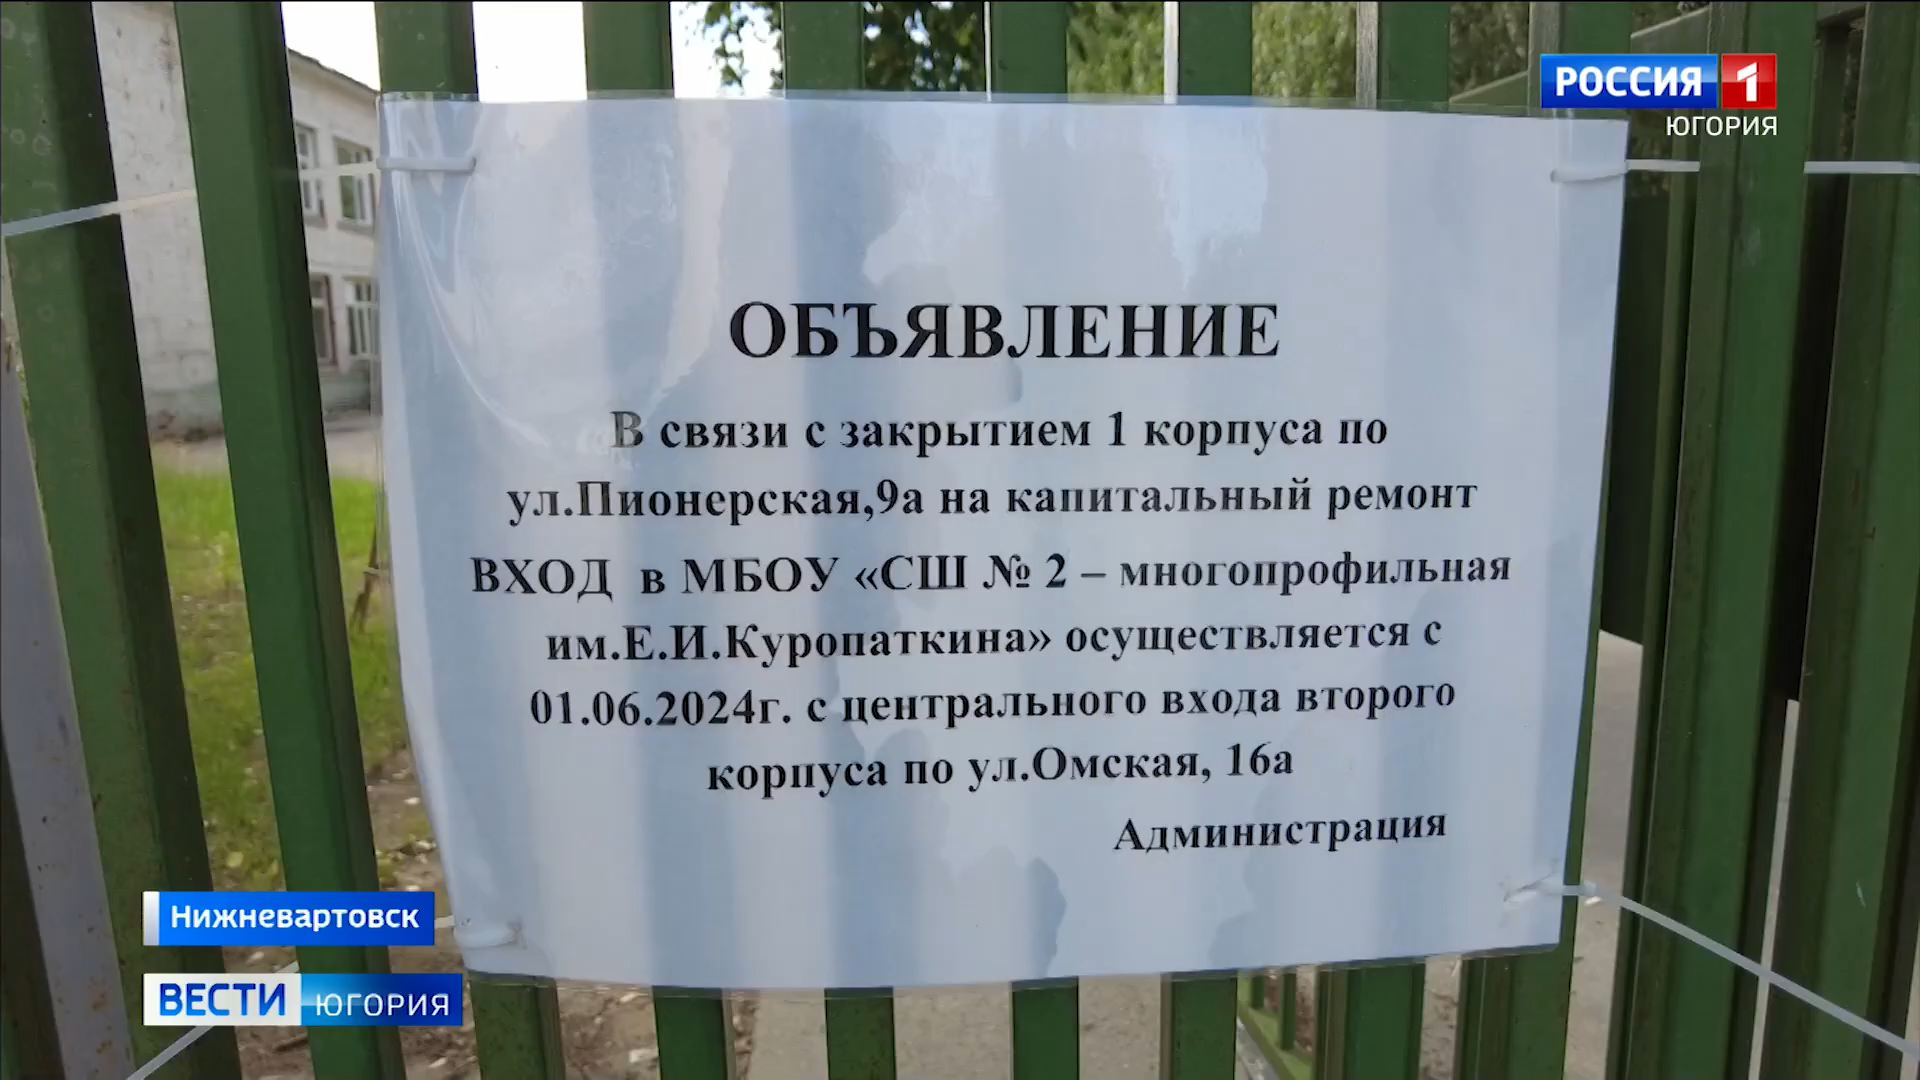 РОССИЯ 1
ЮГОРИЯ
ОБЪЯВЛЕНИЕ
В связи с закрытием 1 корпуса по
ул.Пионерская,9а на капитальный ремонт
ВХОД в МБОУ «СШ № 2 – многопрофильная
им.Е.И.Куропаткина» осуществляется с
01.06.2024г. с центрального входа второго
корпуса по ул.Омская, 16а
Администрация
Нижневартовск
ВЕСТИ ЮГОРИЯ